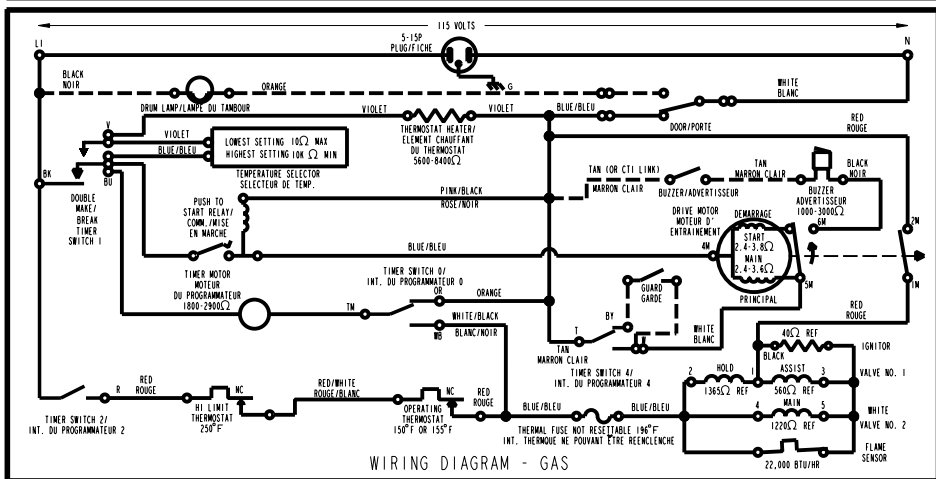 115 VOLTS
L1
5-15P
PLUG/FICHE
N
BLACK
NOIR
ORANGE
G
WHITE
BLANC
DRUM LAMP/LAMPE DU TAMBOUR
VIOLET
VIOLET
BLUE/BLEU
DOOR/PORTE
RED
ROUGE
V
VIOLET
BLUE/BLEU
LOWEST SETTING 10Ω MAX
HIGHEST SETTING 10K Ω MIN
TEMPERATURE SELECTOR
SELECTEUR DE TEMP.
THERMOSTAT HEATER/
ELEMENT CHAUFFANT
DU THERMOSTAT
5600-8400Ω
BK
BU
DOUBLE
MAKE/
BREAK
TIMER
SWITCH 1
PUSH TO
START RELAY/
COMM./MISE
EN MARCHE
PINK/BLACK
ROSE/NOIR
TAN (OR CTI LINK)
MARRON CLAIR
BUZZER/ADVERTISSEUR
TAN
MARRON CLAIR
BLACK
NOIR
BUZZER
ADVERTISSEUR
1000-3000Ω
DRIVE MOTOR
MOTEUR D'
ENTRAINEMENT
DEMARRAGE
START
2.4-3.8Ω
MAIN
2.4-3.6Ω
PRINCIPAL
4M
6M
5M
2M
1M
BLUE/BLEU
TIMER MOTOR
MOTEUR
DU PROGRAMMATEUR
1800-2900Ω
TIMER SWITCH 0/
INT. DU PROGRAMMATEUR 0
TM
OR
ORANGE
WHITE/BLACK
BLANC/NOIR
WB
GUARD
GARDE
BY
T
TAN
MARRON CLAIR
WHITE
BLANC
TIMER SWITCH 4/
INT. DU PROGRAMMATEUR 4
RED
ROUGE
40Ω REF
IGNITOR
BLACK
2
HOLD
1
ASSIST
3
VALVE NO. 1
1365Ω REF
560Ω REF
4
MAIN
5
WHITE
1220Ω REF
VALVE NO. 2
FLAME
SENSOR
22,000 BTU/HR
TIMER SWITCH 2/
INT. DU PROGRAMMATEUR 2
R
RED
ROUGE
NC
HI LIMIT
THERMOSTAT
250°F
RED/WHITE
ROUGE/BLANC
NC
OPERATING
THERMOSTAT
150°F OR 155°F
RED
ROUGE
BLUE/BLEU
BLUE/BLEU
THERMAL FUSE NOT RESETTABLE 196°F
INT. THERMQUE NE POUVANT ÊTRE REENCLENCHE
WIRING DIAGRAM - GAS